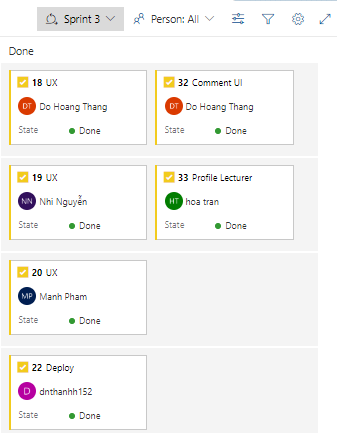 Sprint 3 Person: All
Done
18 UX
DT Do Hoang Thang
State Done
32 Comment UI
DT Do Hoang Thang
State Done
19 UX
NN Nhi Nguyễn
State Done
33 Profile Lecturer
HT hoa tran
State Done
20 UX
MP Manh Pham
State Done
22 Deploy
D dnthanhh152
State Done